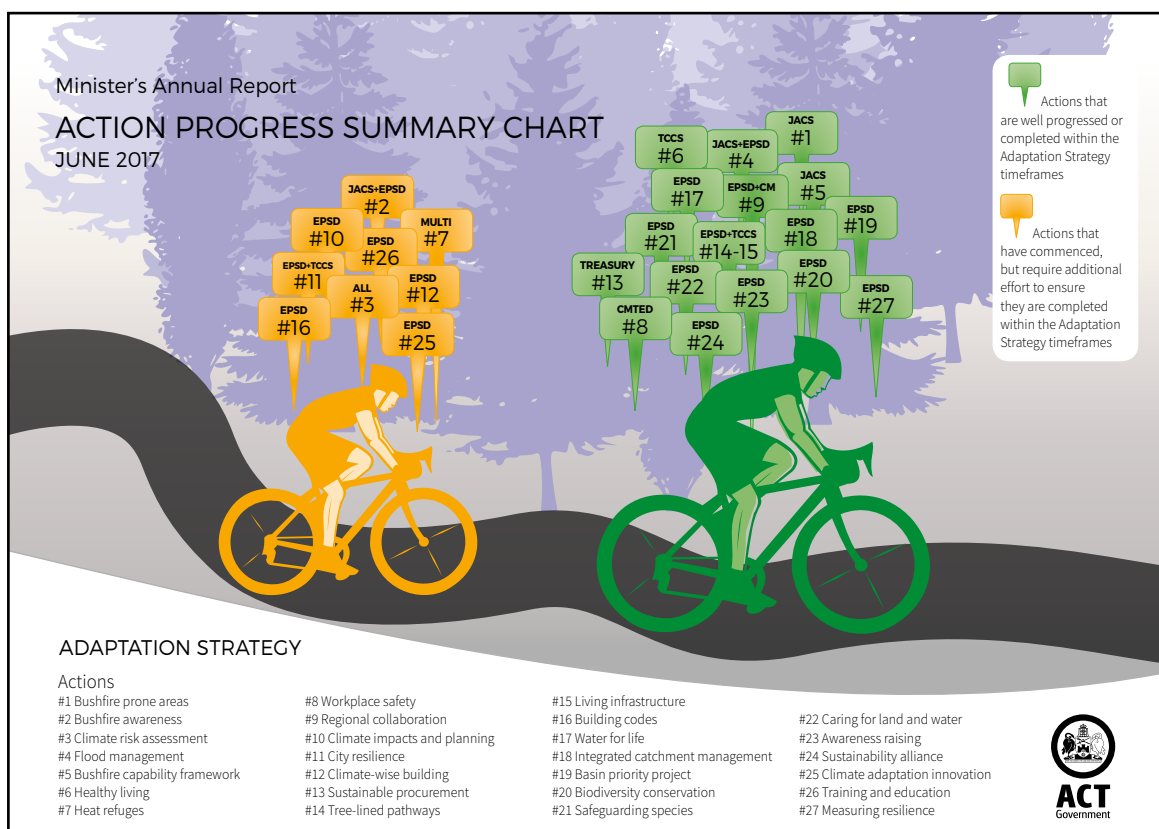 Minister's Annual Report
ACTION PROGRESS SUMMARY CHART
JUNE 2017
JACS+EPSD
#2
EPSD
#10
MULTI
#7
EPSD
#26
EPSD+TCCS
#11
ALL
#3
EPSD
#12
EPSD
#16
EPSD
#25
JACS
#1
TCCS
#6
JACS+EPSD
#4
EPSD
#17
EPSD+CM
#9
JACS
#5
EPSD
#19
EPSD
#21
EPSD+TCCS
#14-15
EPSD
#18
TREASURY
#13
EPSD
#22
EPSD
#23
EPSD
#20
EPSD
#27
CMTED
#8
EPSD
#24
Actions that
are well progressed or
completed within the
Adaptation Strategy
timeframes
Actions that
have commenced,
but require additional
effort to ensure
they are completed
within the Adaptation
Strategy timeframes
ADAPTATION STRATEGY
Actions
#1 Bushfire prone areas
#2 Bushfire awareness
#3 Climate risk assessment
#4 Flood management
#5 Bushfire capability framework
#6 Healthy living
#7 Heat refuges
#8 Workplace safety
#9 Regional collaboration
#10 Climate impacts and planning
#11 City resilience
#12 Climate-wise building
#13 Sustainable procurement
#14 Tree-lined pathways
#15 Living infrastructure
#16 Building codes
#17 Water for life
#18 Integrated catchment management
#19 Basin priority project
#20 Biodiversity conservation
#21 Safeguarding species
#22 Caring for land and water
#23 Awareness raising
#24 Sustainability alliance
#25 Climate adaptation innovation
#26 Training and education
#27 Measuring resilience
ACT
Government